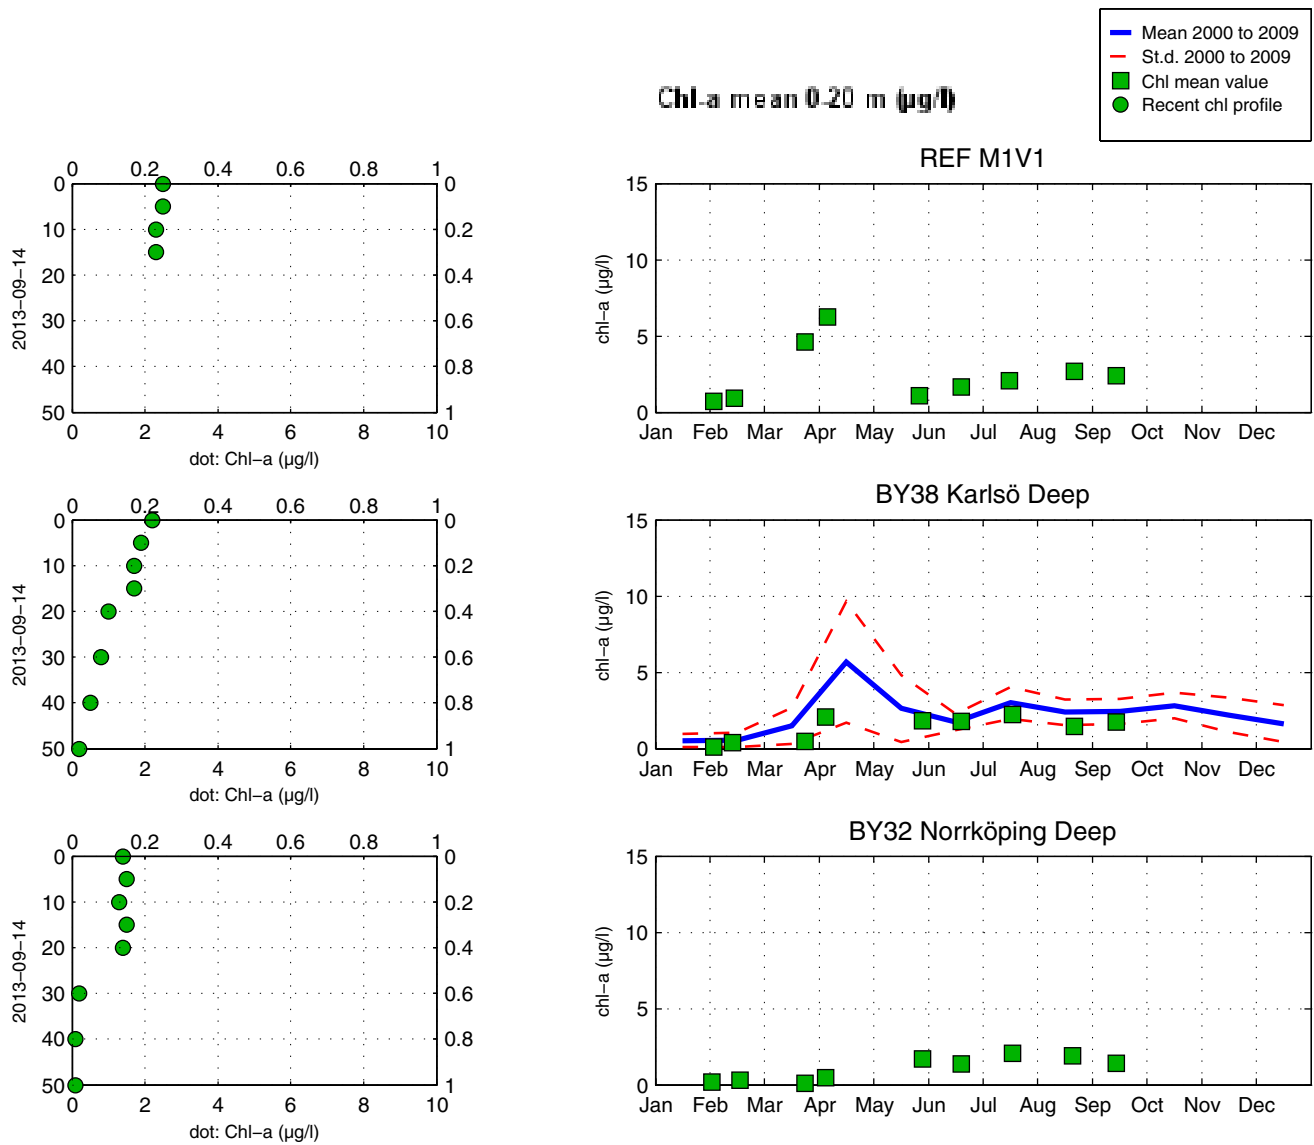 Mean 2000 to 2009
St.d. 2000 to 2009
Chl mean value
Recent chl profile
Chl-a mean 0-20 m (µg/l)
0 0.2 0.4 0.6 0.8 1
0 10 20 30 40 50
0 0.2 0.4 0.6 0.8 1
2013-09-14
0 2 4 6 8 10
dot: Chl-a (µg/l)
REF M1V1
15 10 5 0
chl-a (µg/l)
Jan Feb Mar Apr May Jun Jul Aug Sep Oct Nov Dec
0 0.2 0.4 0.6 0.8 1
0 10 20 30 40 50
0 0.2 0.4 0.6 0.8 1
2013-09-14
0 2 4 6 8 10
dot: Chl-a (µg/l)
BY38 Karlsö Deep
15 10 5 0
chl-a (µg/l)
Jan Feb Mar Apr May Jun Jul Aug Sep Oct Nov Dec
0 0.2 0.4 0.6 0.8 1
0 10 20 30 40 50
0 0.2 0.4 0.6 0.8 1
2013-09-14
0 2 4 6 8 10
dot: Chl-a (µg/l)
BY32 Norrköping Deep
15 10 5 0
chl-a (µg/l)
Jan Feb Mar Apr May Jun Jul Aug Sep Oct Nov Dec